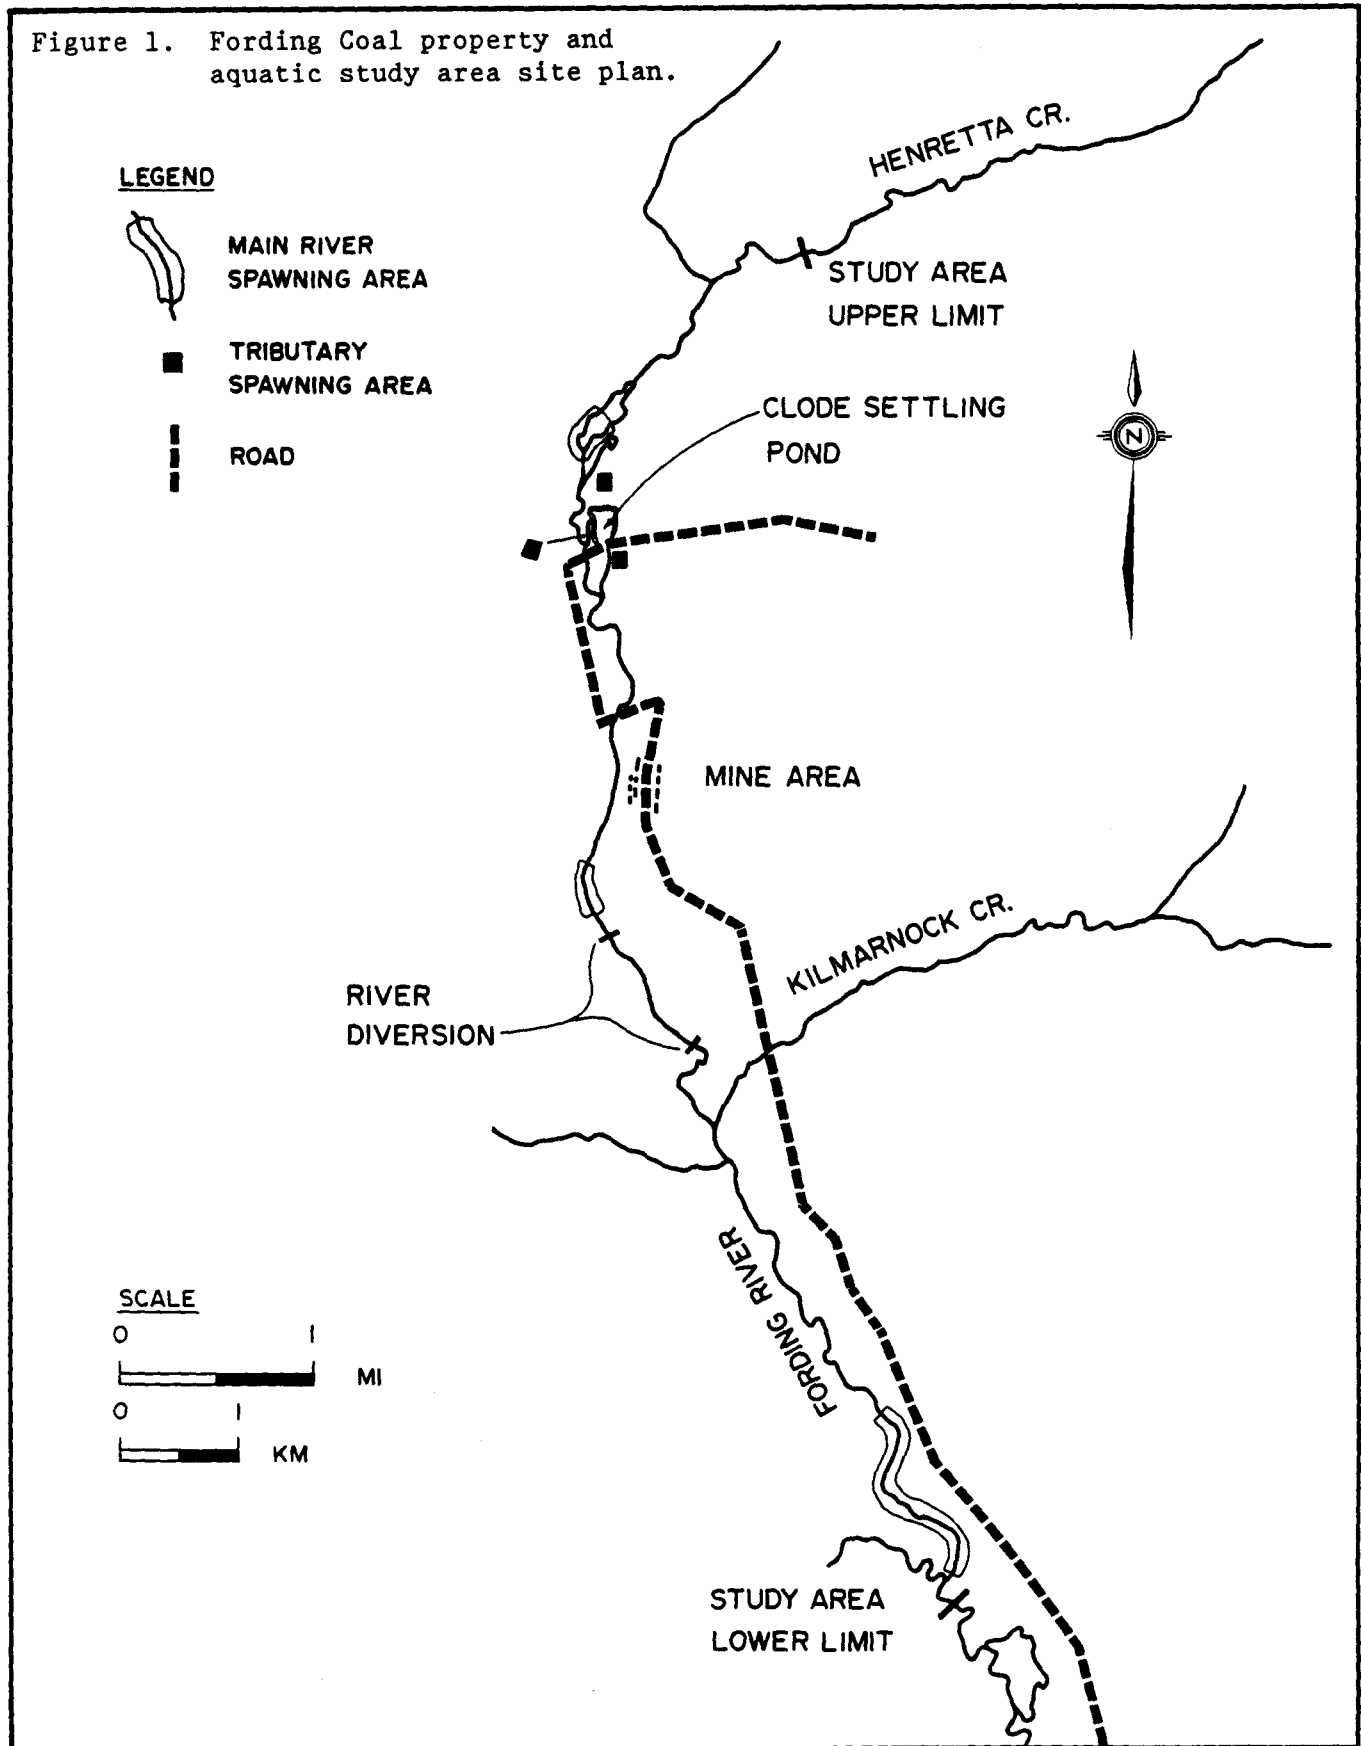 Figure 1. Fording Coal property and
aquatic study area site plan.
HENRETTA CR.
LEGEND
MAIN RIVER
SPAWNING AREA
TRIBUTARY
SPAWNING AREA
ROAD
STUDY AREA
UPPER LIMIT
CLODE SETTLING
POND
N
MINE AREA
KILMARNOCK CR.
RIVER
DIVERSION
FORDING RIVER
SCALE
0 1
MI
0 1
KM
STUDY AREA
LOWER LIMIT